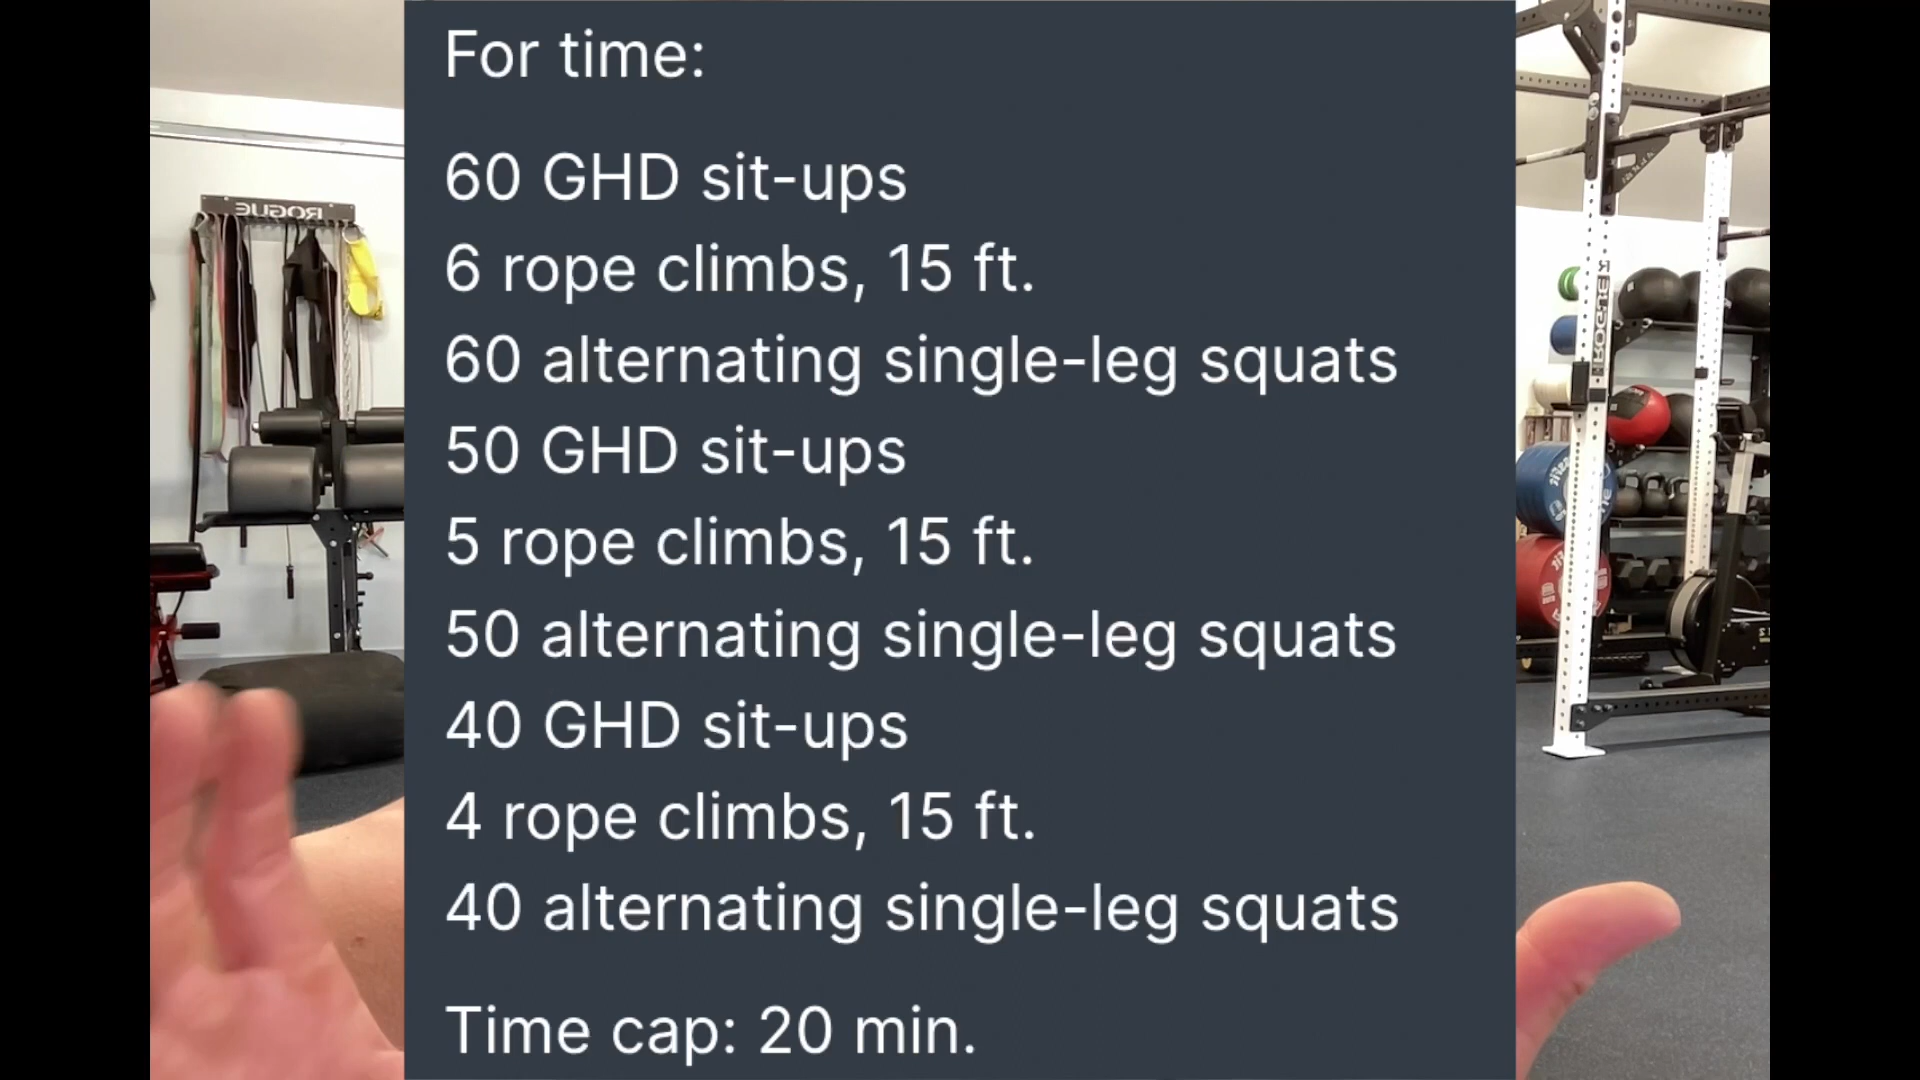 For time:
60 GHD sit-ups
6 rope climbs, 15 ft.
60 alternating single-leg squats
50 GHD sit-ups
5 rope climbs, 15 ft.
50 alternating single-leg squats
40 GHD sit-ups
4 rope climbs, 15 ft.
40 alternating single-leg squats
Time cap: 20 min.
ROGUE
ROGUE